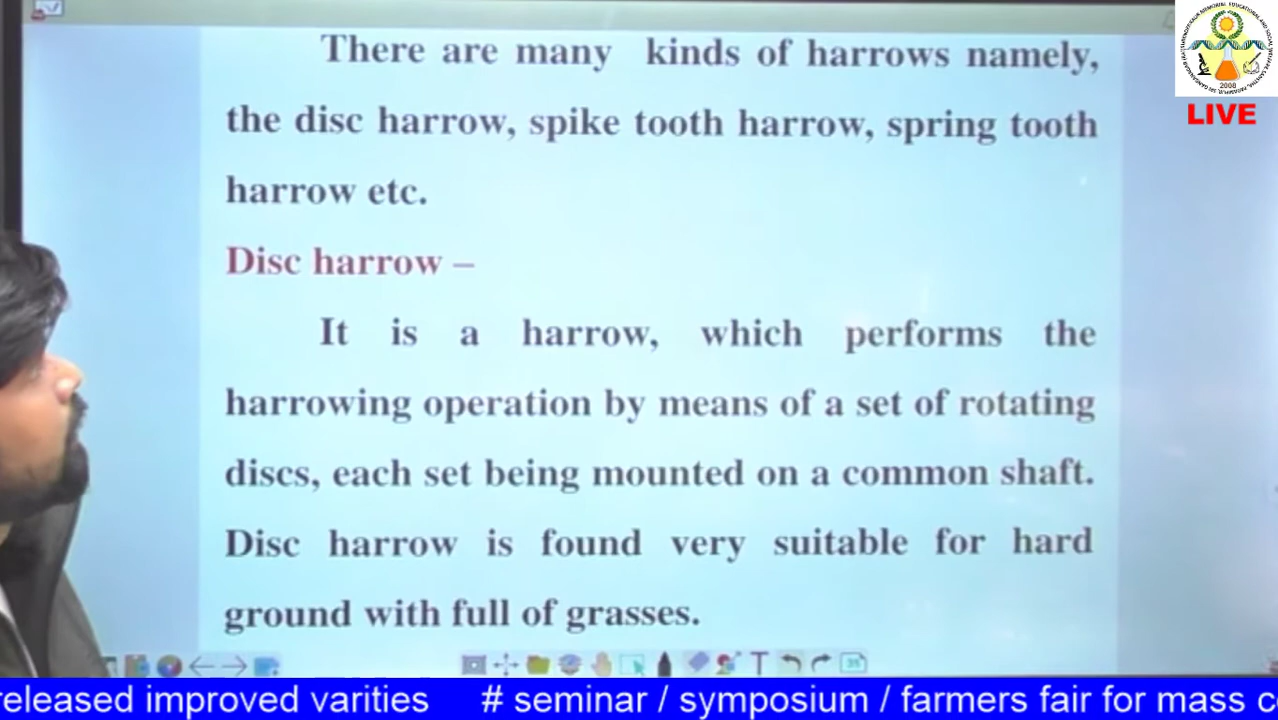 There are many kinds of harrows namely,
the disc harrow, spike tooth harrow, spring tooth
harrow etc.
Disc harrow –
It is a harrow, which performs the
harrowing operation by means of a set of rotating
discs, each set being mounted on a common shaft.
Disc harrow is found very suitable for hard
ground with full of grasses.
2008
LIVE
released improved varities # seminar / symposium / farmers fair for mass c